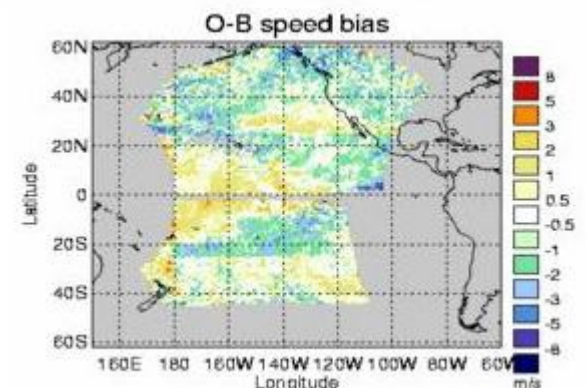 O-B speed bias
60N
40N
20N
0
20S
40S
60S
Latitude
160E 180 160W 140W 120W 100W 80W 60W
Longitude
8
5
3
2
1
0.5
-0.5
-1
-2
-3
-5
-8
m/s